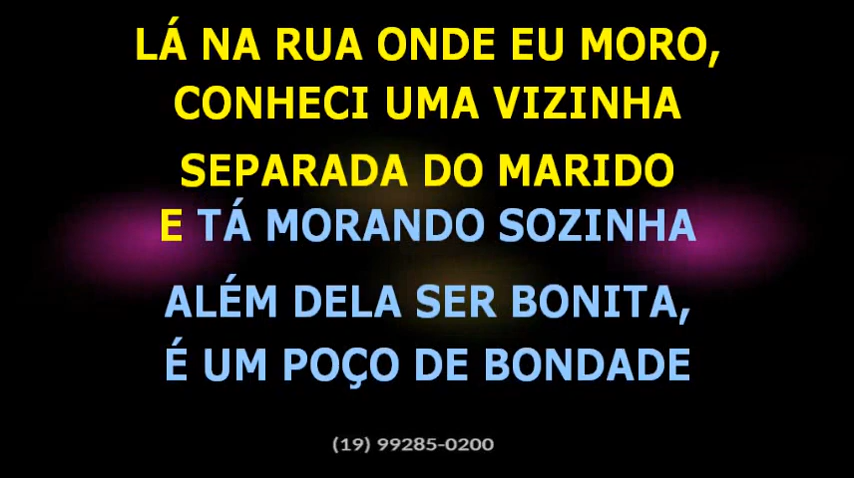 LÁ NA RUA ONDE EU MORO,
CONHECI UMA VIZINHA
SEPARADA DO MARIDO
E TÁ MORANDO SOZINHA
ALÉM DELA SER BONITA,
É UM POÇO DE BONDADE
(19) 99285-0200